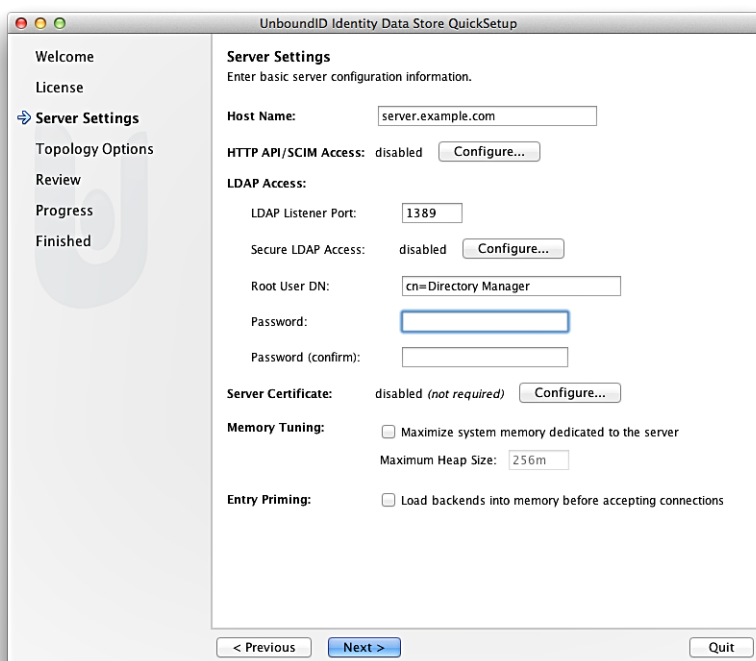 UnboundID Identity Data Store QuickSetup
Welcome
License
Server Settings
Topology Options
Review
Progress
Finished
Server Settings
Enter basic server configuration information.
Host Name: server.example.com
HTTP API/SCIM Access: disabled Configure...
LDAP Access:
LDAP Listener Port: 1389
Secure LDAP Access: disabled Configure...
Root User DN: cn=Directory Manager
Password:
Password (confirm):
Server Certificate: disabled (not required) Configure...
Memory Tuning: Maximize system memory dedicated to the server
Maximum Heap Size: 256m
Entry Priming: Load backends into memory before accepting connections
< Previous Next > Quit